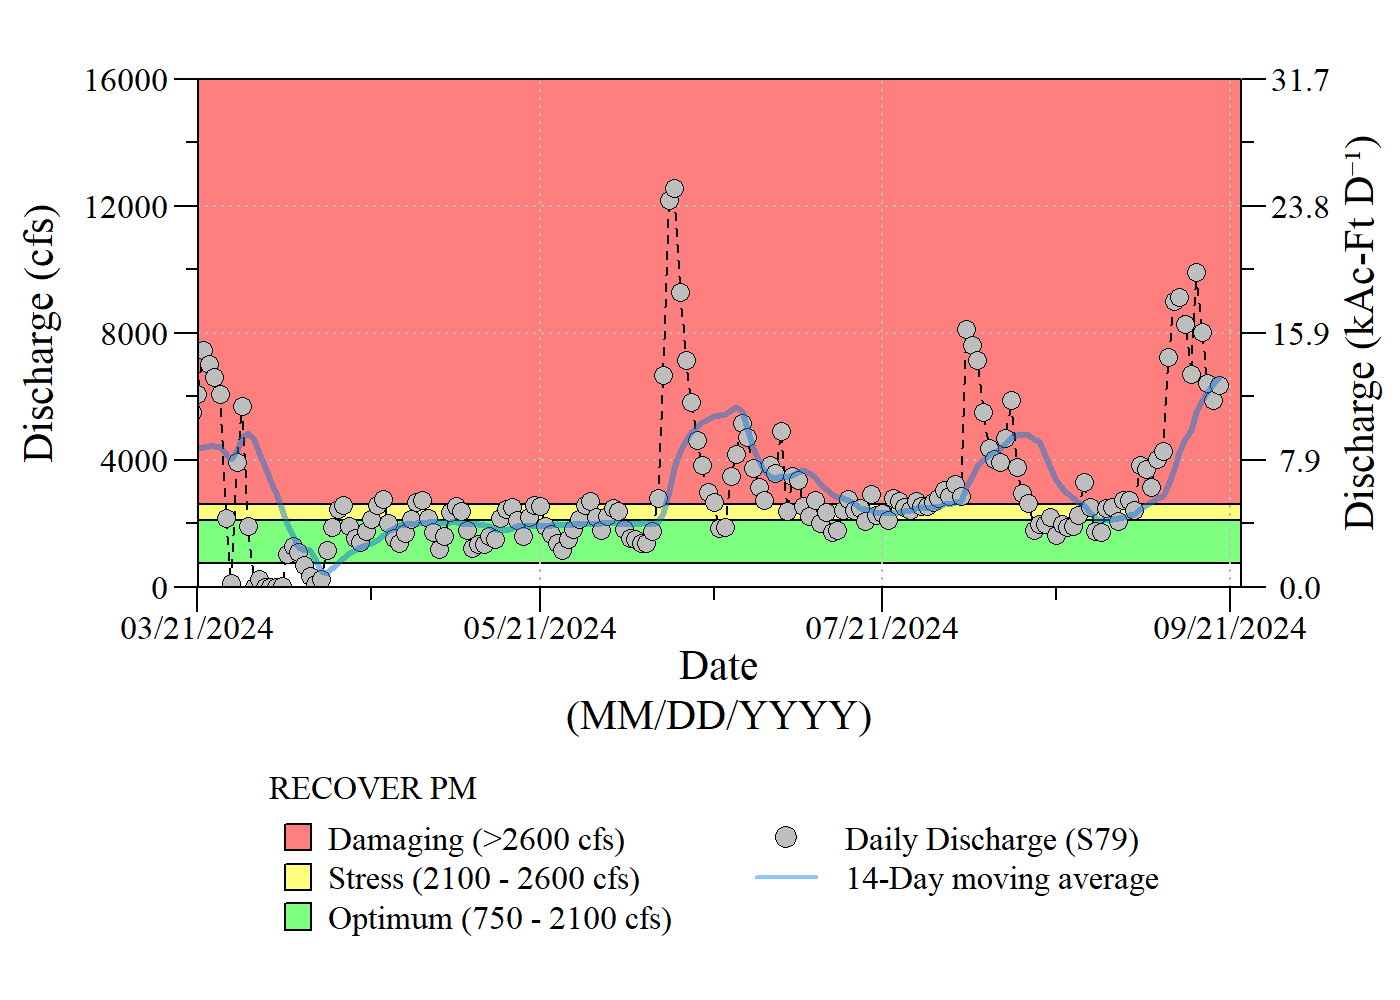 16000
12000
8000
4000
0
Discharge (cfs)
31.7
23.8
15.9
7.9
0.0
Discharge (kAc-Ft D⁻¹)
03/21/2024 05/21/2024 07/21/2024 09/21/2024
Date
(MM/DD/YYYY)
RECOVER PM
Damaging (>2600 cfs)
Stress (2100 - 2600 cfs)
Optimum (750 - 2100 cfs)
Daily Discharge (S79)
14-Day moving average